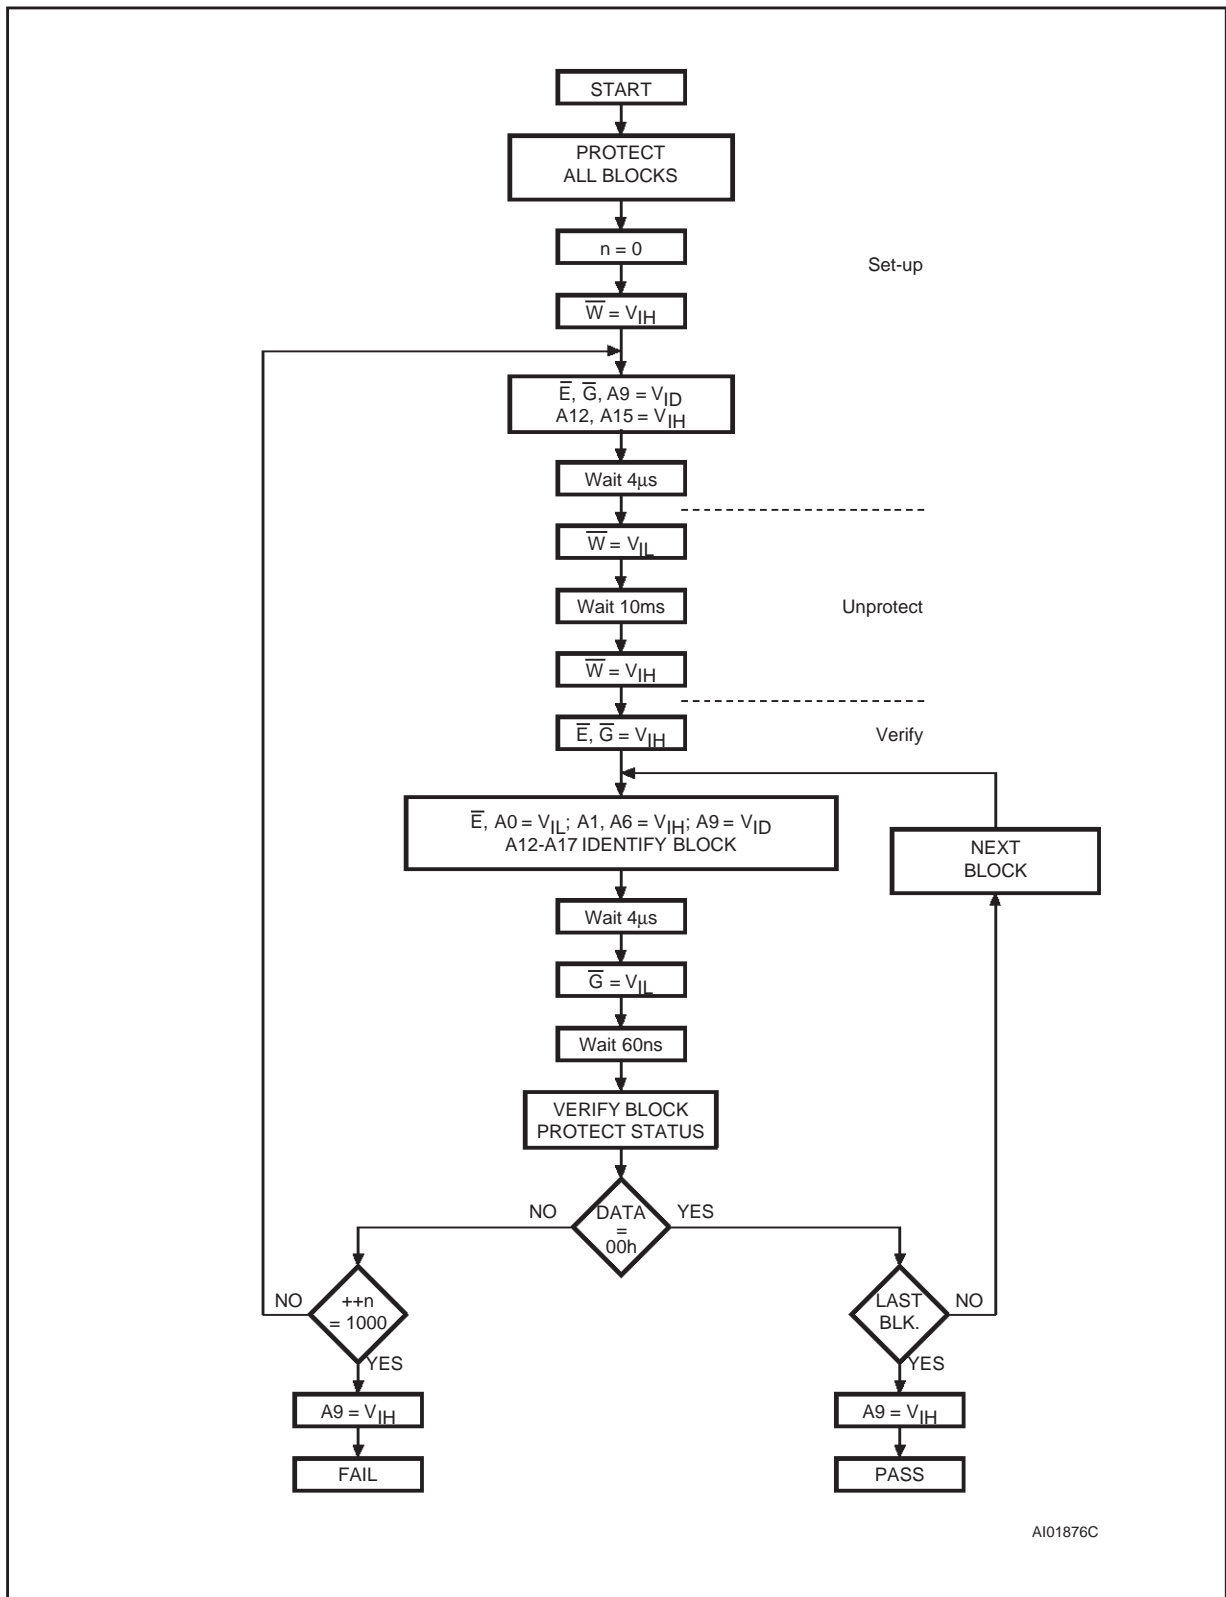 START
PROTECT
ALL BLOCKS
n = 0
Set-up
W̅ = VIH
E̅, G̅, A9 = VID
A12, A15 = VIH
Wait 4µs
W̅ = VIL
Wait 10ms
Unprotect
W̅ = VIH
E̅, G̅ = VIH
Verify
E̅, A0 = VIL; A1, A6 = VIH; A9 = VID
A12-A17 IDENTIFY BLOCK
NEXT
BLOCK
Wait 4µs
G̅ = VIL
Wait 60ns
VERIFY BLOCK
PROTECT STATUS
NO
DATA
=
00h
YES
NO
++n
= 1000
YES
LAST
BLK.
NO
YES
A9 = VIH
A9 = VIH
FAIL
PASS
AI01876C